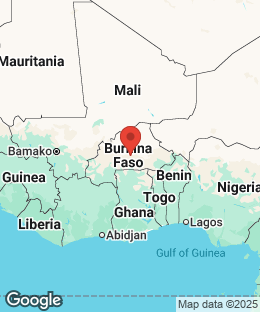 Mauritania
Mali
Bamako
Burkina
Faso
Guinea
Benin
Nigeria
Togo
Ghana
Liberia
Lagos
Abidjan
Gulf of Guinea
Google
Map data ©2025